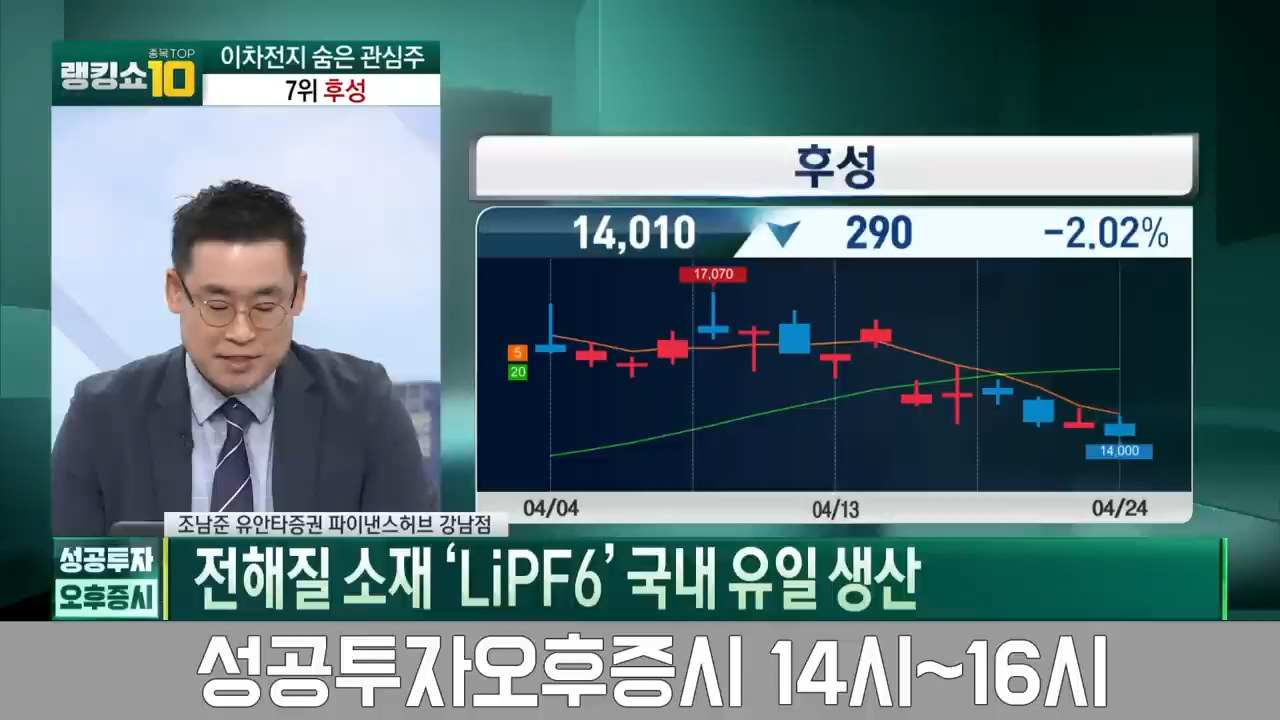 랭킹쇼 종목TOP 10
이차전지 숨은 관심주
7위 후성
후성
14,010 ▼ 290 -2.02%
17,070
5
20
14,000
04/04 04/13 04/24
조남준 유안타증권 파이낸스허브 강남점
성공투자
오후증시
전해질 소재 ‘LiPF6’ 국내 유일 생산
성공투자오후증시 14시~16시